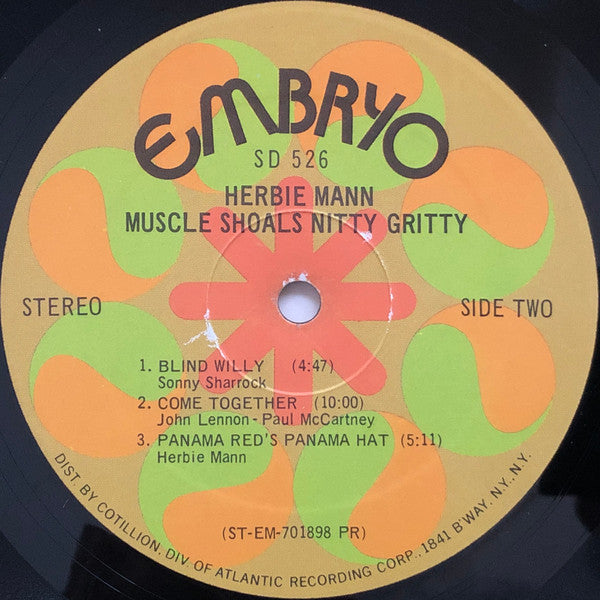 EMBRYO
SD 526
HERBIE MANN
MUSCLE SHOALS NITTY GRITTY
STEREO
SIDE TWO
1. BLIND WILLY (4:47)
Sonny Sharrock
2. COME TOGETHER (10:00)
John Lennon - Paul McCartney
3. PANAMA RED'S PANAMA HAT (5:11)
Herbie Mann
(ST-EM-701898 PR)
DIST. BY COTILLION, DIV. OF ATLANTIC RECORDING CORP., 1841 B'WAY, N.Y. N.Y.